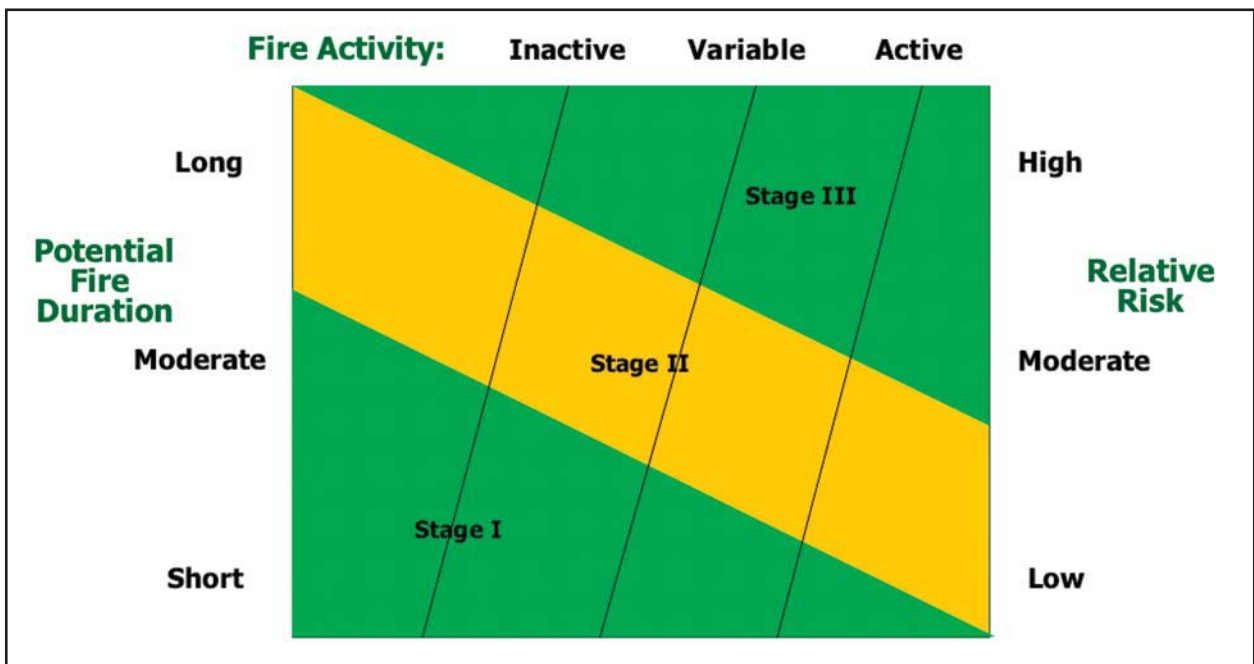 Fire Activity: Inactive Variable Active
Long
High
Stage III
Potential
Fire
Duration
Relative
Risk
Moderate
Stage II
Moderate
Stage I
Short
Low